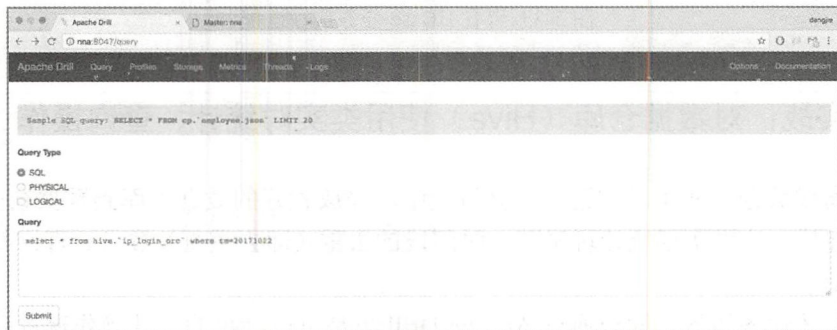 Apache Drill
Master: nna
dengjie
nna:8047/query
Apache Drill Query Profiles Storage Metrics Threads Logs Options Documentation
Sample SQL query: SELECT * FROM cp.`employee.json` LIMIT 20
Query Type
SQL
PHYSICAL
LOGICAL
Query
select * from hive.`ip_login_orc` where tm=20171022
Submit